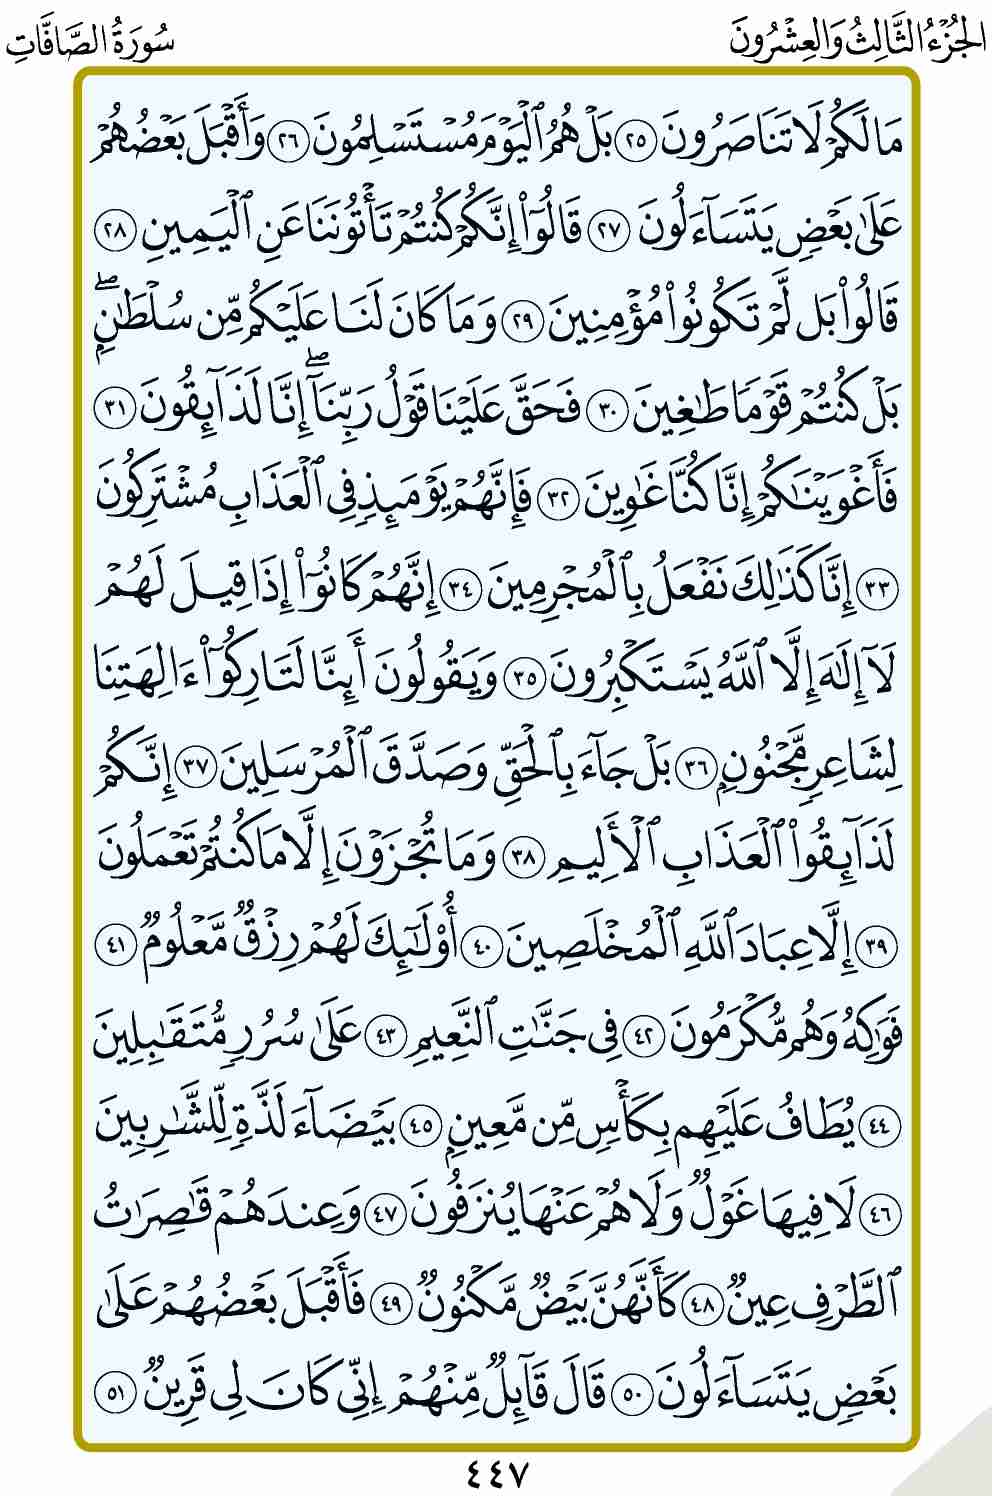 الجُزْءُ الثَّالِثُ وَالعِشْرُونَ
سُورَةُ الصَّافَّاتِ
مَا لَكُمْ لَا تَنَاصَرُونَ ٢٥ بَلْ هُمُ ٱلْيَوْمَ مُسْتَسْلِمُونَ ٢٦ وَأَقْبَلَ بَعْضُهُمْ
عَلَىٰ بَعْضٍ يَتَسَآءَلُونَ ٢٧ قَالُوٓا۟ إِنَّكُمْ كُنتُمْ تَأْتُونَنَا عَنِ ٱلْيَمِينِ ٢٨
قَالُوا۟ بَل لَّمْ تَكُونُوا۟ مُؤْمِنِينَ ٢٩ وَمَا كَانَ لَنَا عَلَيْكُم مِّن سُلْطَٰنٍۭ ۖ
بَلْ كُنتُمْ قَوْمًا طَٰغِينَ ٣٠ فَحَقَّ عَلَيْنَا قَوْلُ رَبِّنَآ ۖ إِنَّا لَذَآئِقُونَ ٣١
فَأَغْوَيْنَٰكُمْ إِنَّا كُنَّا غَٰوِينَ ٣٢ فَإِنَّهُمْ يَوْمَئِذٍ فِى ٱلْعَذَابِ مُشْتَرِكُونَ
٣٣ إِنَّا كَذَٰلِكَ نَفْعَلُ بِٱلْمُجْرِمِينَ ٣٤ إِنَّهُمْ كَانُوٓا۟ إِذَا قِيلَ لَهُمْ
لَآ إِلَٰهَ إِلَّا ٱللَّهُ يَسْتَكْبِرُونَ ٣٥ وَيَقُولُونَ أَئِنَّا لَتَارِكُوٓا۟ ءَالِهَتِنَا
لِشَاعِرٍ مَّجْنُونٍۭ ٣٦ بَلْ جَآءَ بِٱلْحَقِّ وَصَدَّقَ ٱلْمُرْسَلِينَ ٣٧ إِنَّكُمْ
لَذَآئِقُوا۟ ٱلْعَذَابِ ٱلْأَلِيمِ ٣٨ وَمَا تُجْزَوْنَ إِلَّا مَا كُنتُمْ تَعْمَلُونَ
٣٩ إِلَّا عِبَادَ ٱللَّهِ ٱلْمُخْلَصِينَ ٤٠ أُو۟لَٰٓئِكَ لَهُمْ رِزْقٌ مَّعْلُومٌ ٤١
فَوَٰكِهُ وَهُم مُّكْرَمُونَ ٤٢ فِى جَنَّٰتِ ٱلنَّعِيمِ ٤٣ عَلَىٰ سُرُرٍ مُّتَقَٰبِلِينَ
٤٤ يُطَافُ عَلَيْهِم بِكَأْسٍ مِّن مَّعِينٍۭ ٤٥ بَيْضَآءَ لَذَّةٍ لِّلشَّٰرِبِينَ
٤٦ لَا فِيهَا غَوْلٌ وَلَا هُمْ عَنْهَا يُنزَفُونَ ٤٧ وَعِندَهُمْ قَٰصِرَٰتُ
ٱلطَّرْفِ عِينٌ ٤٨ كَأَنَّهُنَّ بَيْضٌ مَّكْنُونٌ ٤٩ فَأَقْبَلَ بَعْضُهُمْ عَلَىٰ
بَعْضٍ يَتَسَآءَلُونَ ٥٠ قَالَ قَآئِلٌ مِّنْهُمْ إِنِّى كَانَ لِى قَرِينٌ ٥١
٤٤٧